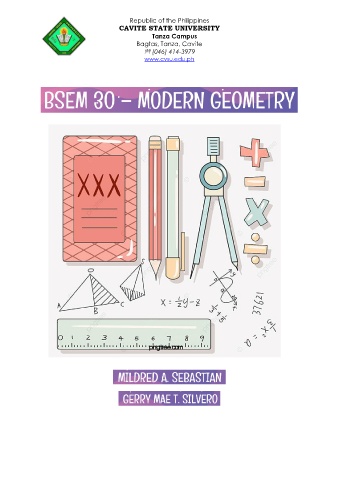 Republic of the Philippines
CAVITE STATE UNIVERSITY
Tanza Campus
Bagtas, Tanza, Cavite
(046) 414-3979
www.cvsu.edu.ph
BSEM 30 – MODERN GEOMETRY
XXX
x = ½y - 8
37621
A
B
C
0 1 2 3 4 5 6 7 8 9
pngtree.com
MILDRED A. SEBASTIAN
GERRY MAE T. SILVERO